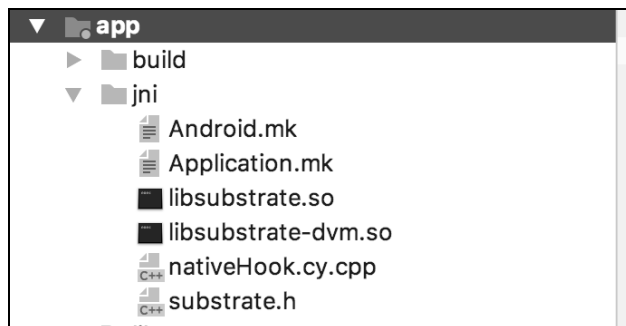 app
build
jni
Android.mk
Application.mk
libsubstrate.so
libsubstrate-dvm.so
nativeHook.cy.cpp
C++
substrate.h
C++